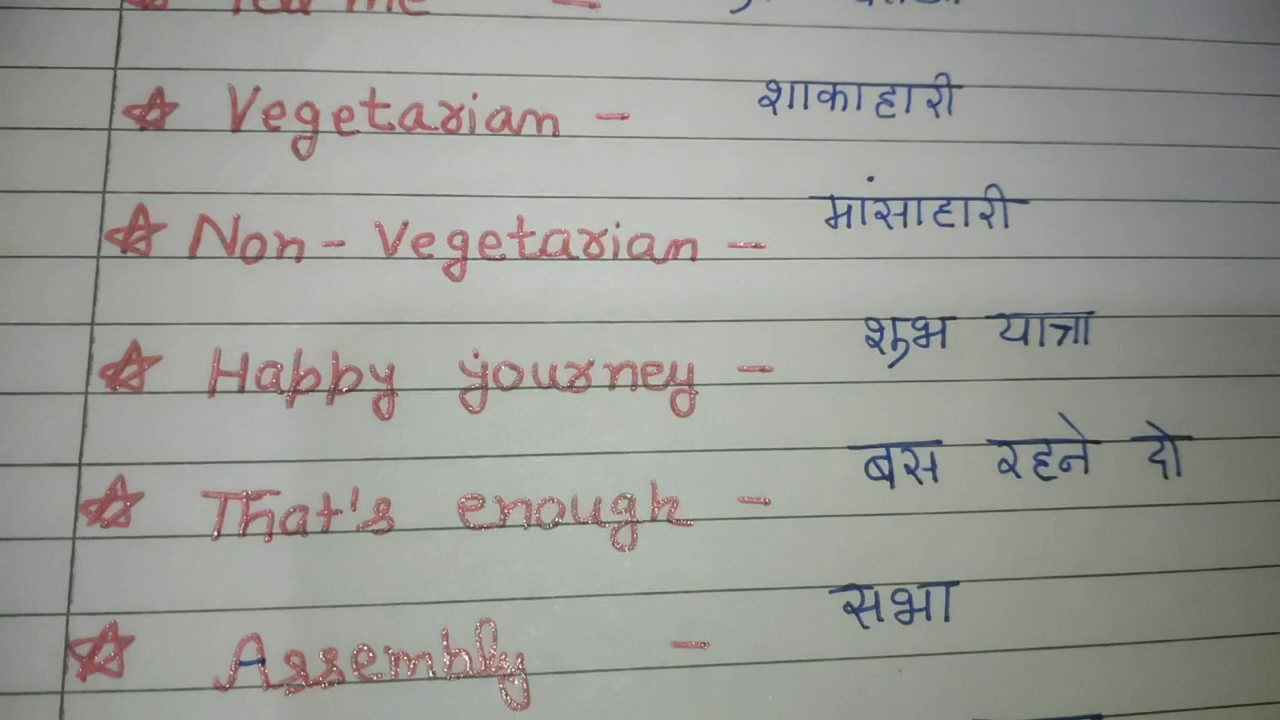 ☆ Vegetarian - शाकाहारी
☆ Non-Vegetarian - मांसाहारी
☆ Happy journey - शुभ यात्रा
☆ That's enough - बस रहने दो
☆ Assembly - सभा